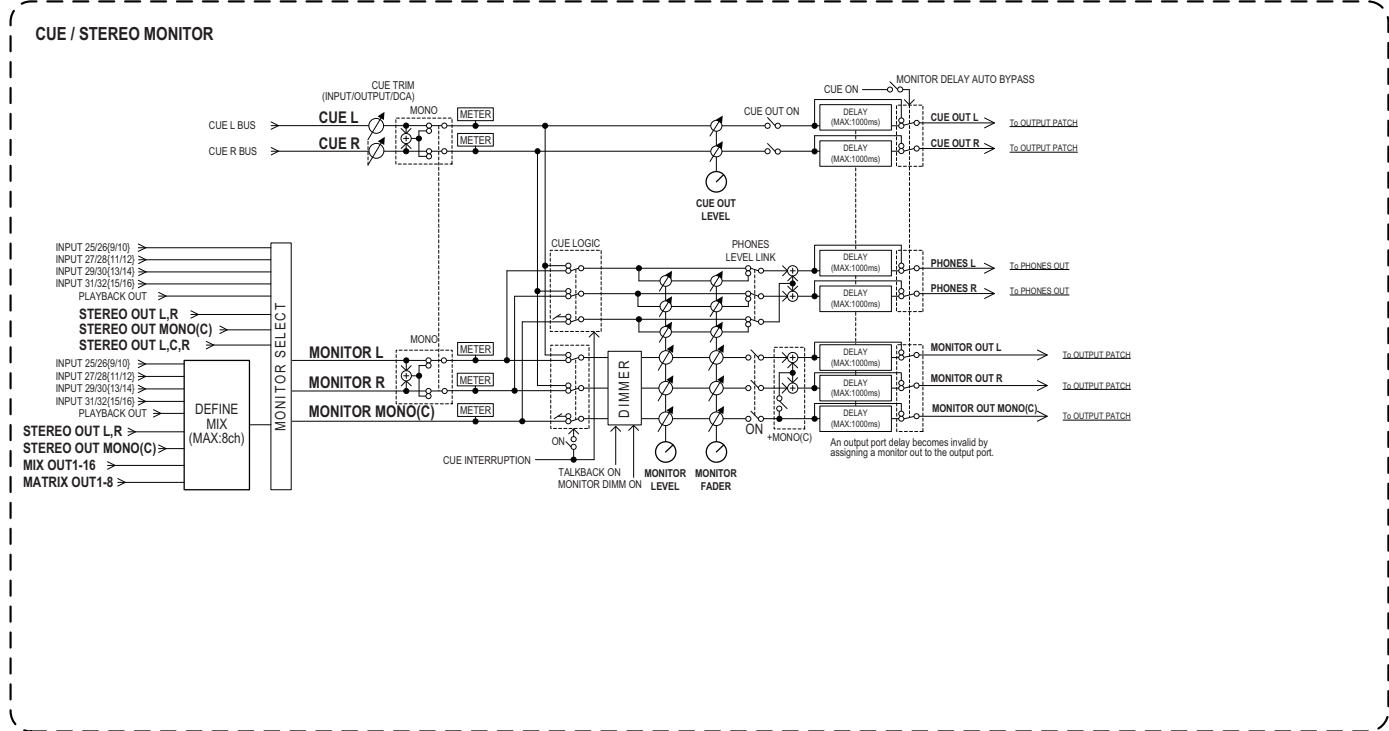 CUE / STEREO MONITOR
CUE TRIM
(INPUT/OUTPUT/DCA)
CUE L BUS
CUE L
MONO
METER
CUE R BUS
CUE R
METER
CUE OUT ON
CUE ON
MONITOR DELAY AUTO BYPASS
DELAY
(MAX:1000ms)
CUE OUT L
To OUTPUT PATCH
DELAY
(MAX:1000ms)
CUE OUT R
To OUTPUT PATCH
CUE OUT
LEVEL
INPUT 25/26{9/10}
INPUT 27/28{11/12}
INPUT 29/30{13/14}
INPUT 31/32{15/16}
PLAYBACK OUT
STEREO OUT L,R
STEREO OUT MONO(C)
STEREO OUT L,C,R
INPUT 25/26{9/10}
INPUT 27/28{11/12}
INPUT 29/30{13/14}
INPUT 31/32{15/16}
PLAYBACK OUT
STEREO OUT L,R
STEREO OUT MONO(C)
MIX OUT1-16
MATRIX OUT1-8
DEFINE
MIX
(MAX:8ch)
MONITOR SELECT
MONITOR L
MONITOR R
MONITOR MONO(C)
MONO
METER
METER
METER
CUE LOGIC
PHONES
LEVEL LINK
DELAY
(MAX:1000ms)
PHONES L
To PHONES OUT
DELAY
(MAX:1000ms)
PHONES R
To PHONES OUT
DIMMER
ON
CUE INTERRUPTION
TALKBACK ON
MONITOR DIMM ON
MONITOR
LEVEL
MONITOR
FADER
ON
+MONO(C)
DELAY
(MAX:1000ms)
MONITOR OUT L
To OUTPUT PATCH
DELAY
(MAX:1000ms)
MONITOR OUT R
To OUTPUT PATCH
DELAY
(MAX:1000ms)
MONITOR OUT MONO(C)
To OUTPUT PATCH
An output port delay becomes invalid by
assigning a monitor out to the output port.